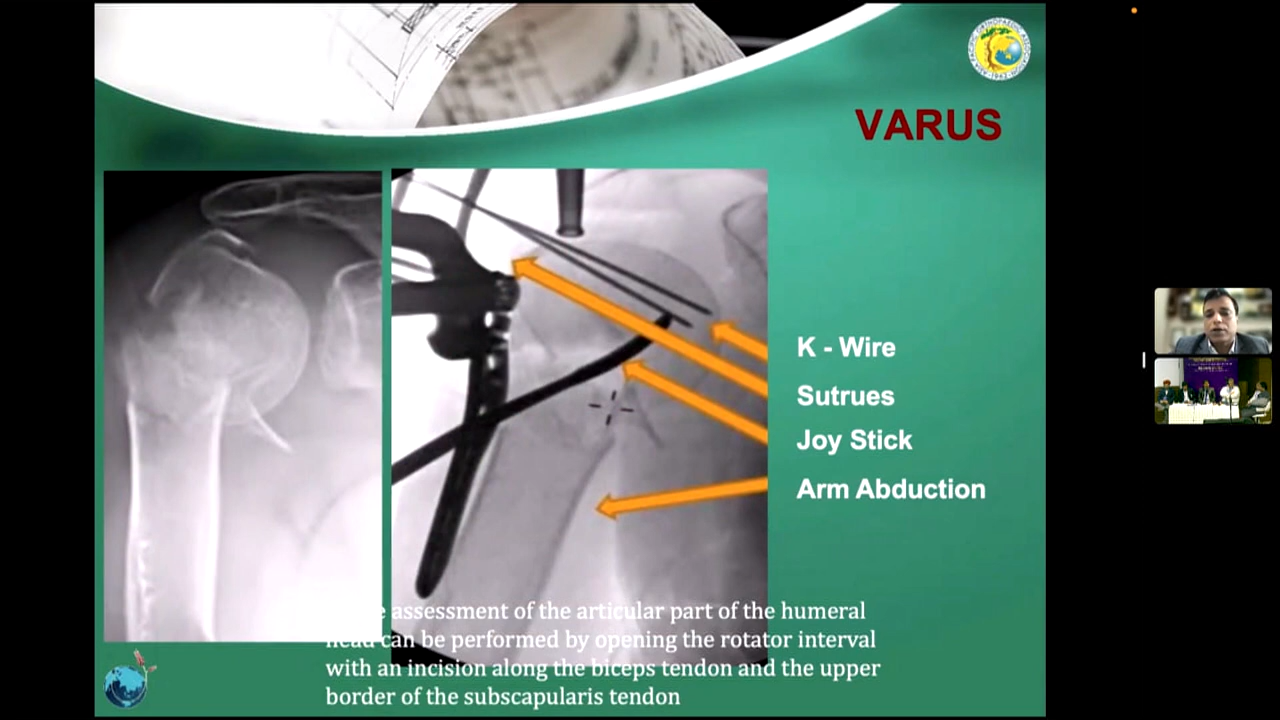 VARUS
K - Wire
Sutrues
Joy Stick
Arm Abduction
assessment of the articular part of the humeral
head can be performed by opening the rotator interval
with an incision along the biceps tendon and the upper
border of the subscapularis tendon